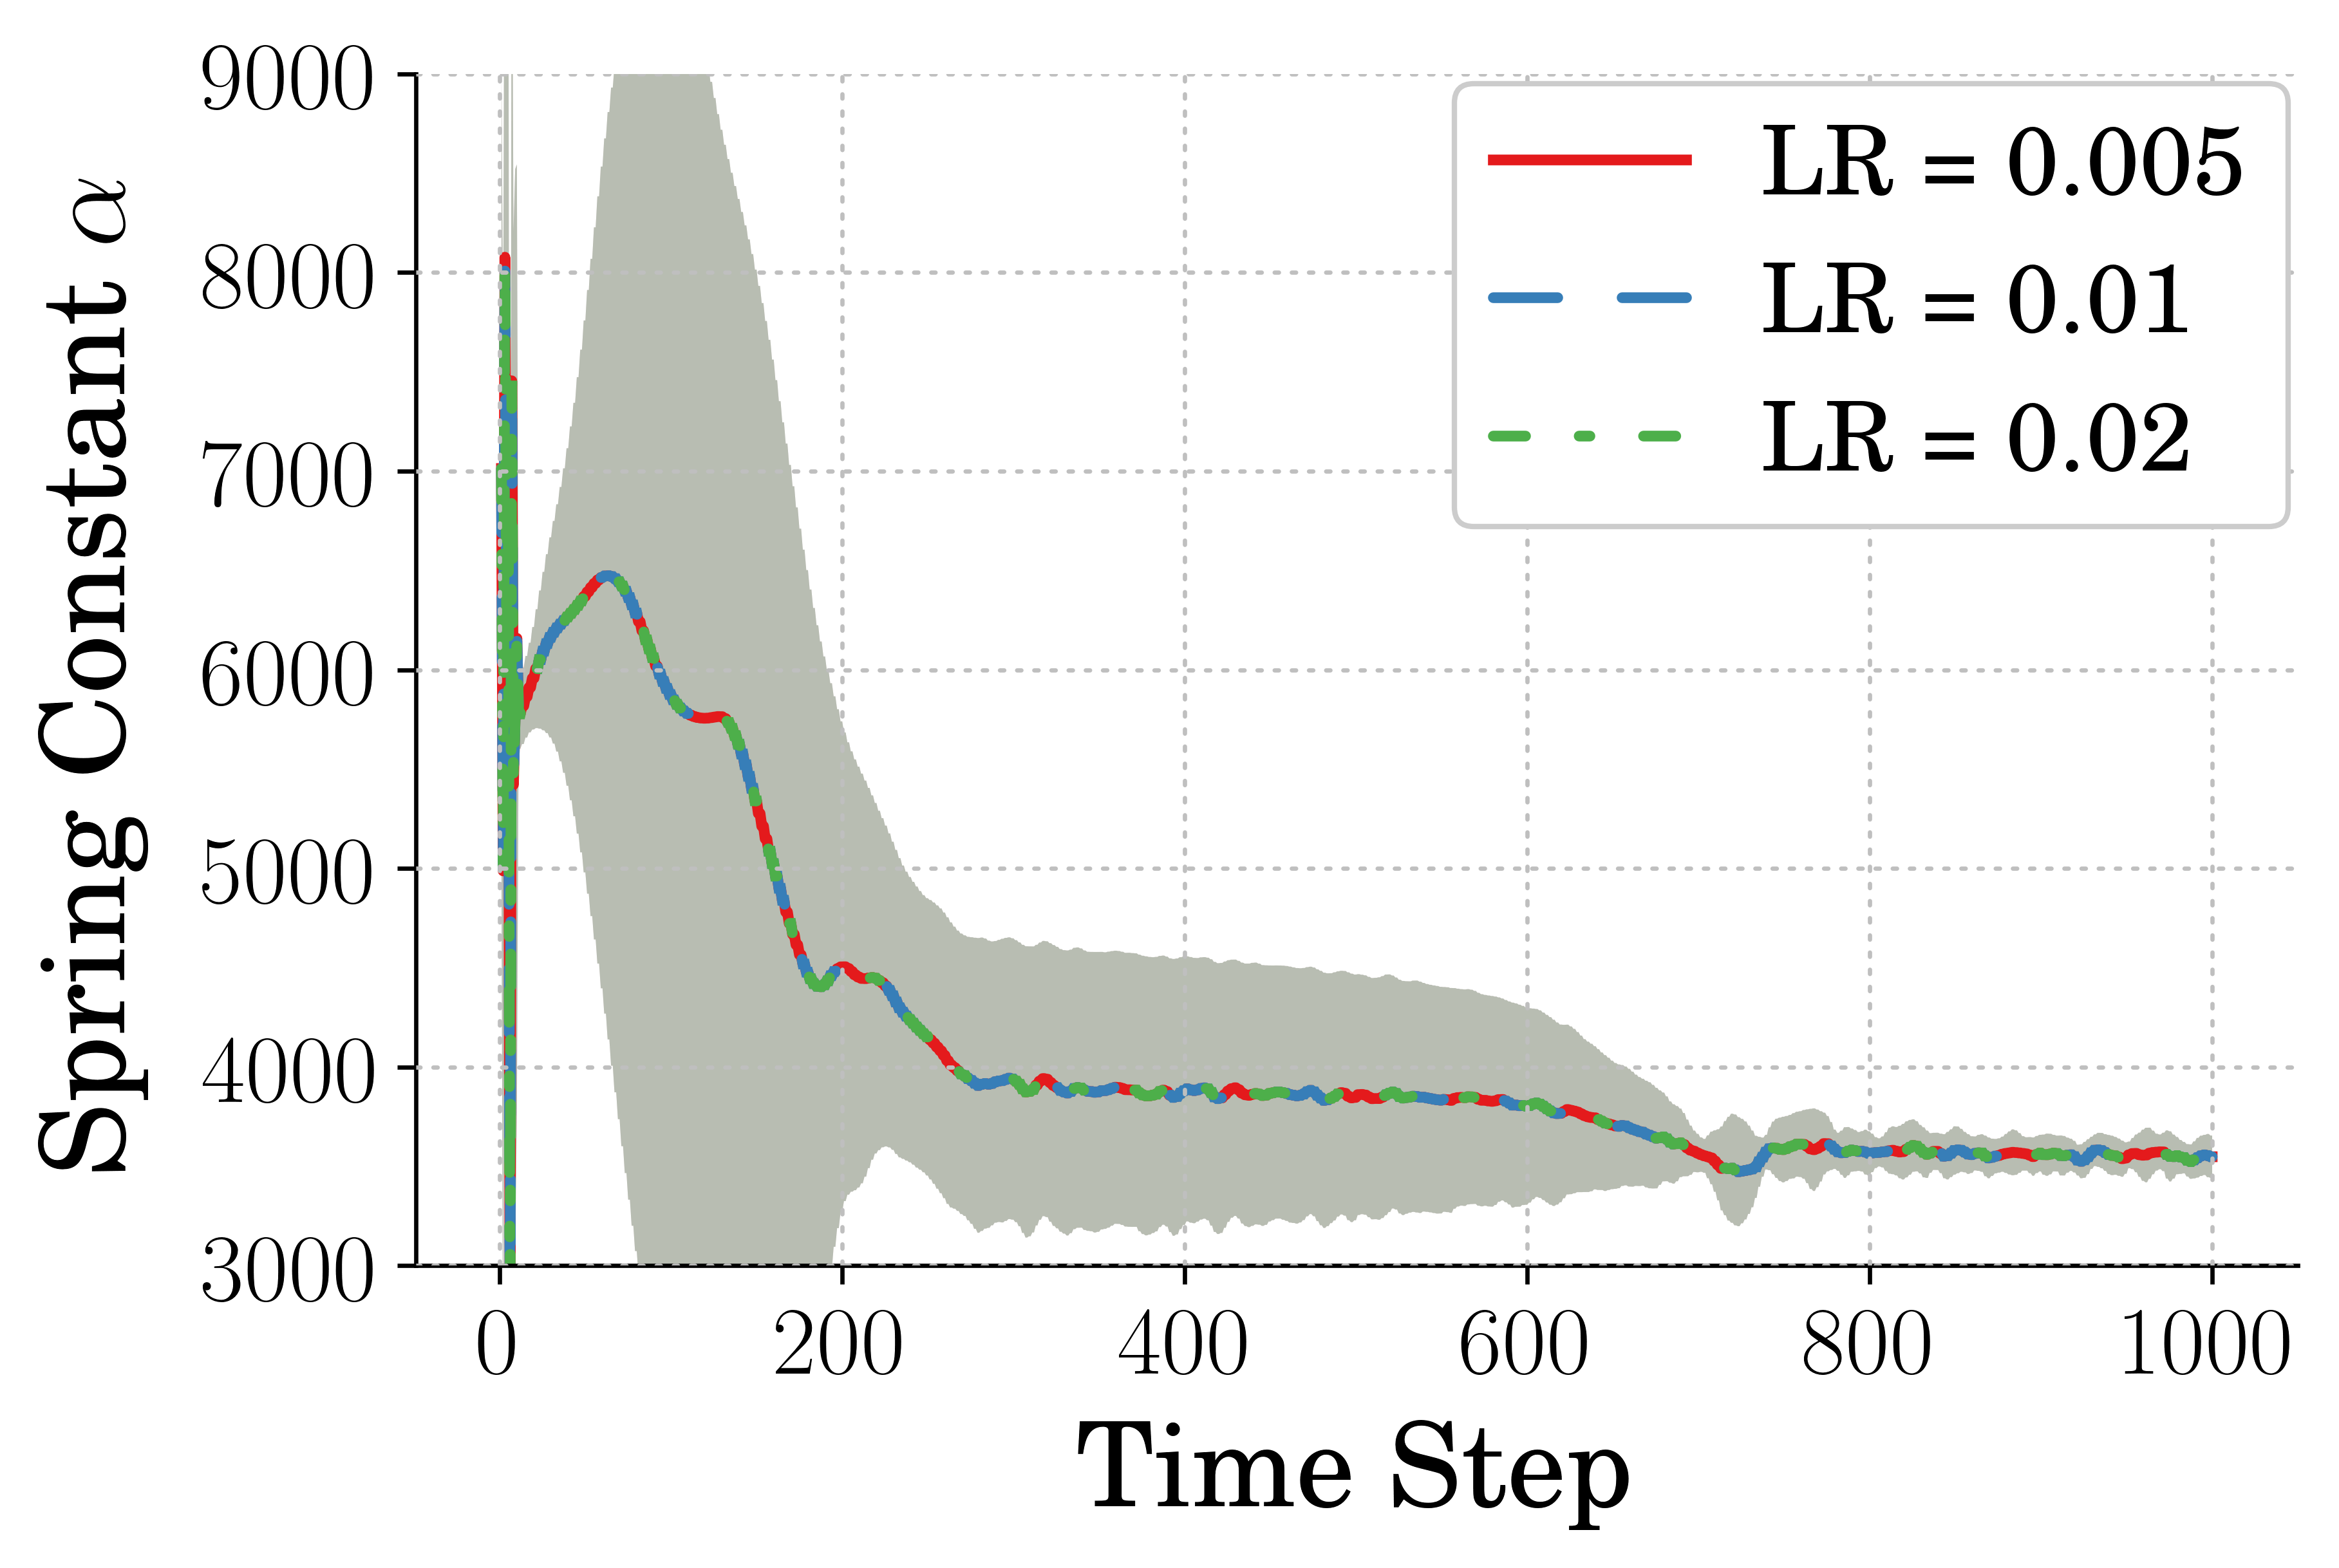 9000
8000
7000
6000
5000
4000
3000
Spring Constant α
LR = 0.005
LR = 0.01
LR = 0.02
0 200 400 600 800 1000
Time Step